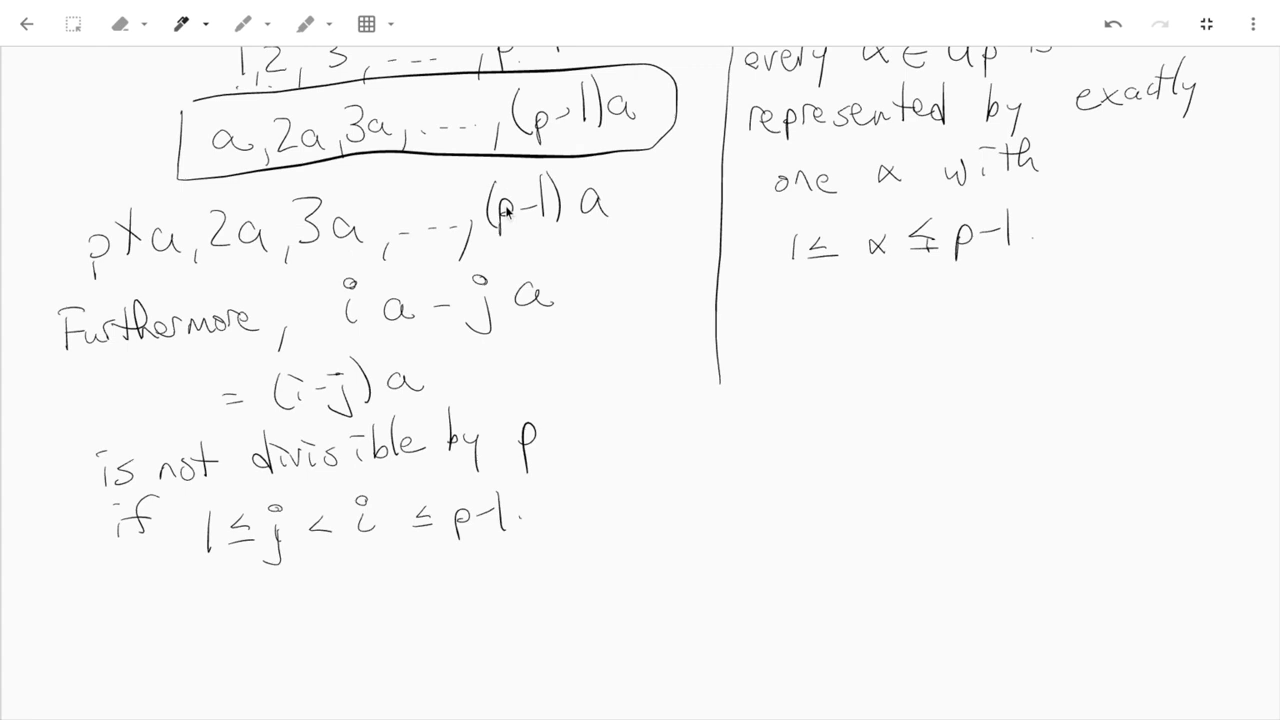 1, 2, 3, ---, p-1
a, 2a, 3a, ...., (p-1)a
p∤a, 2a, 3a, ---, (p-1)a
Furthermore, ia - ja
= (i-j)a
is not divisible by p
if 1 ≤ j < i ≤ p-1.
every α ∈ Up is
represented by exactly
one α with
1 ≤ α ≤ p-1.